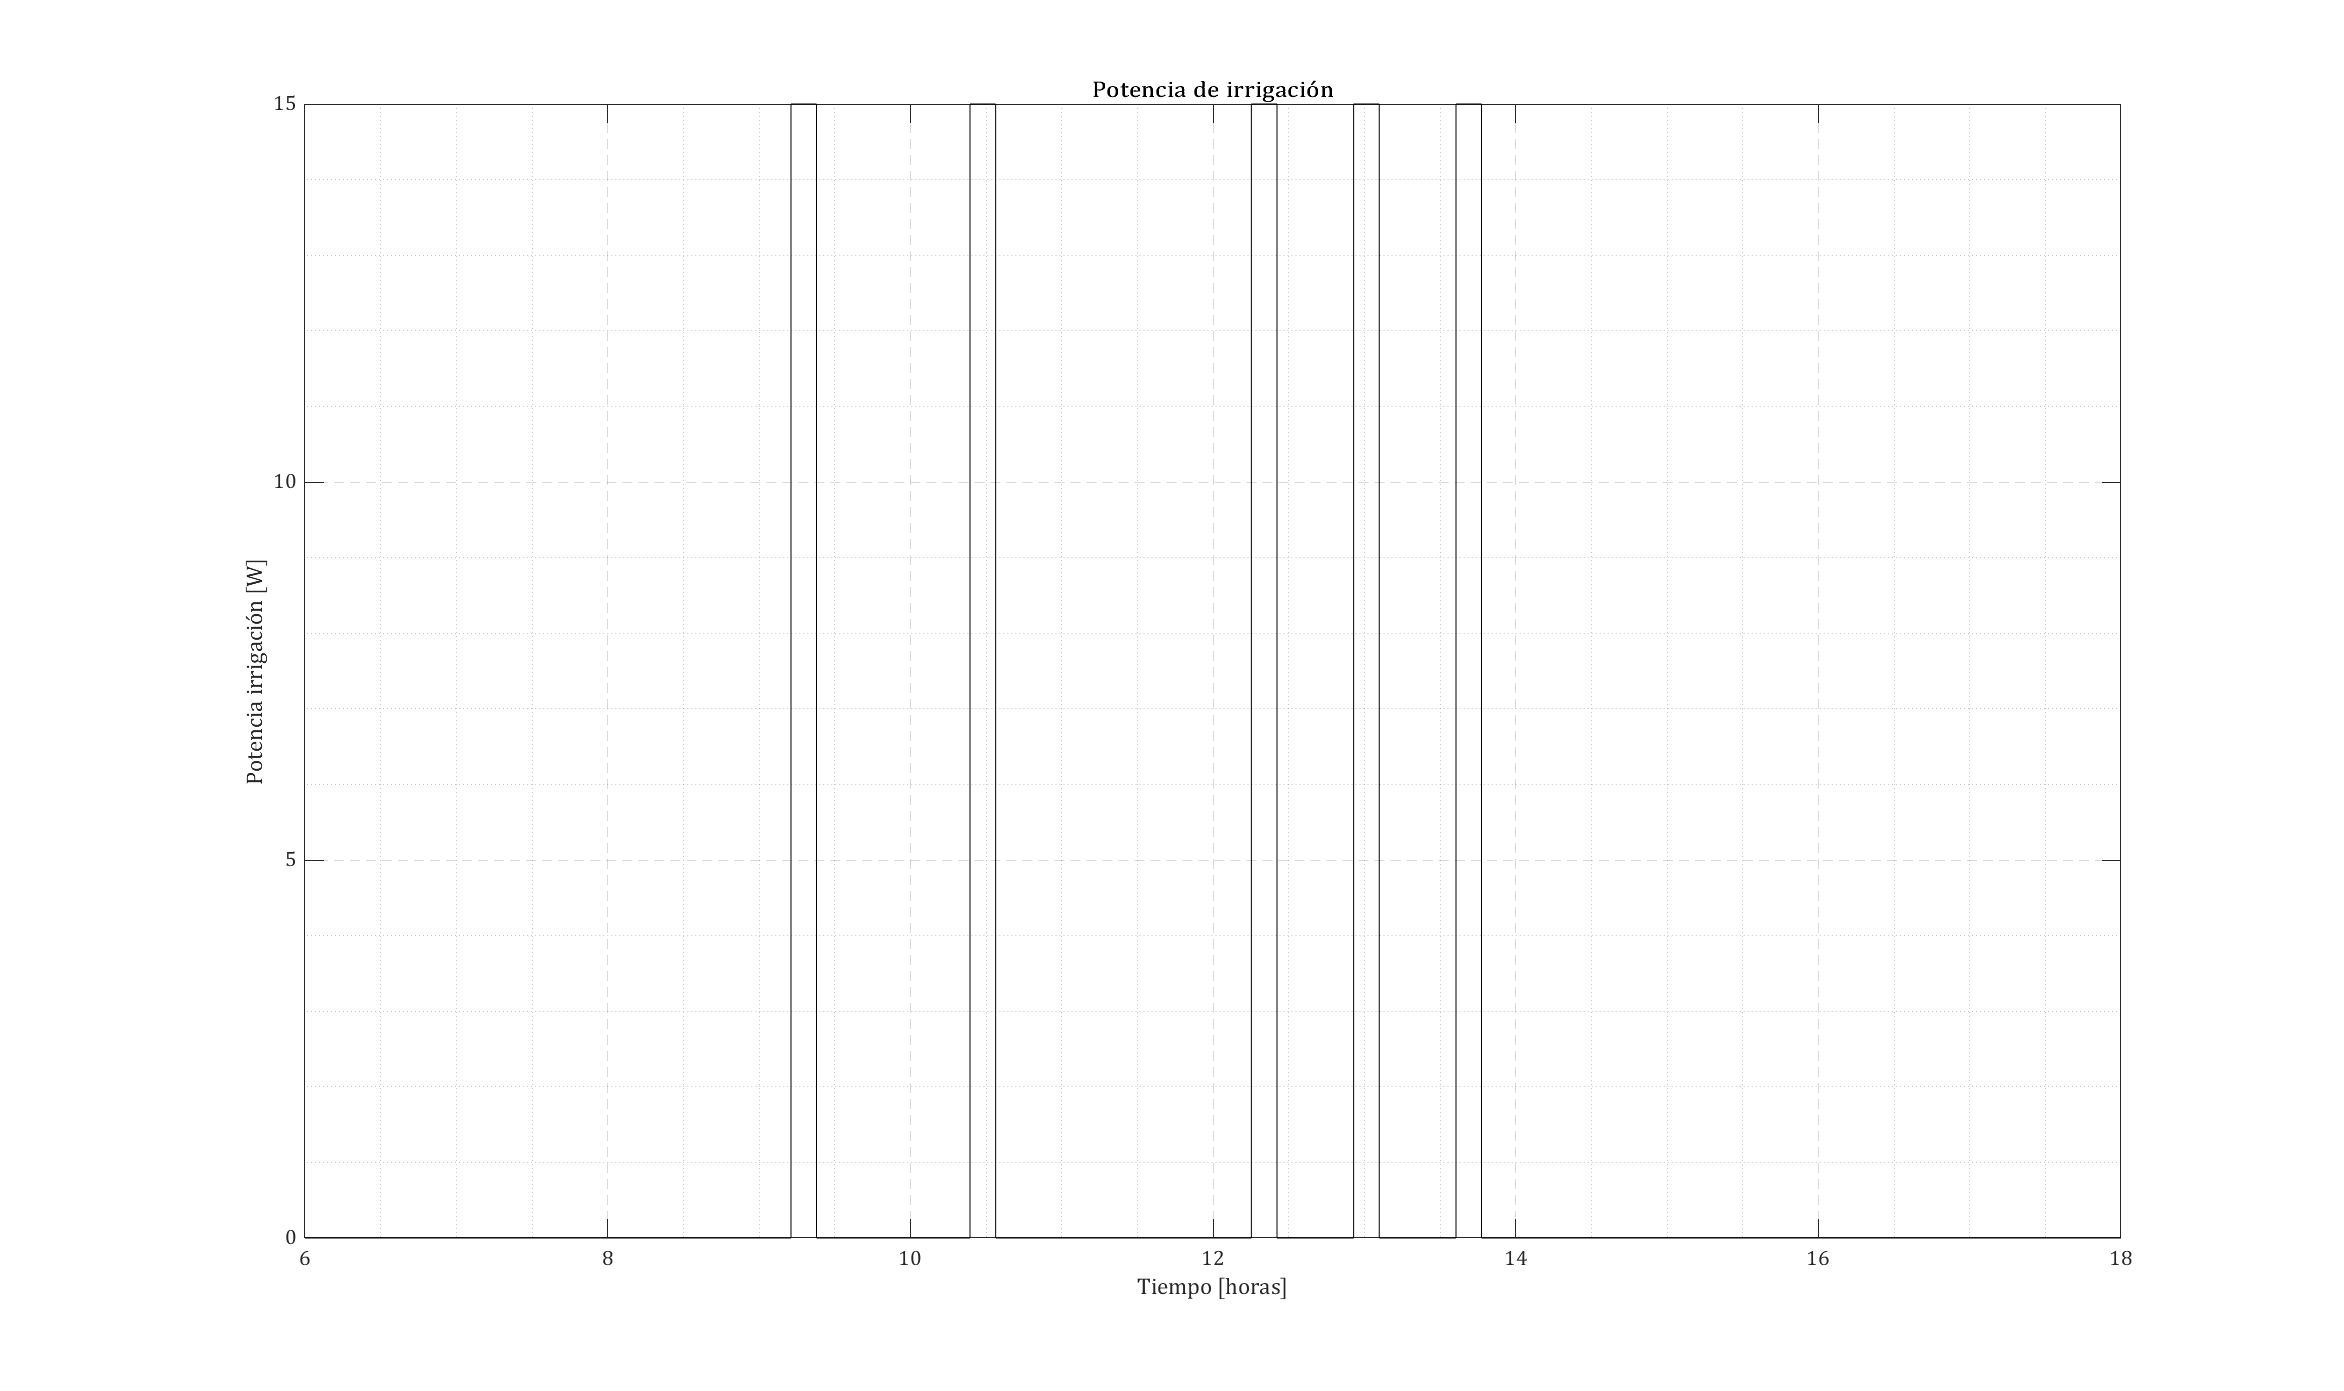 Potencia de irrigación
15
10
5
0
Potencia irrigación [W]
6 8 10 12 14 16 18
Tiempo [horas]